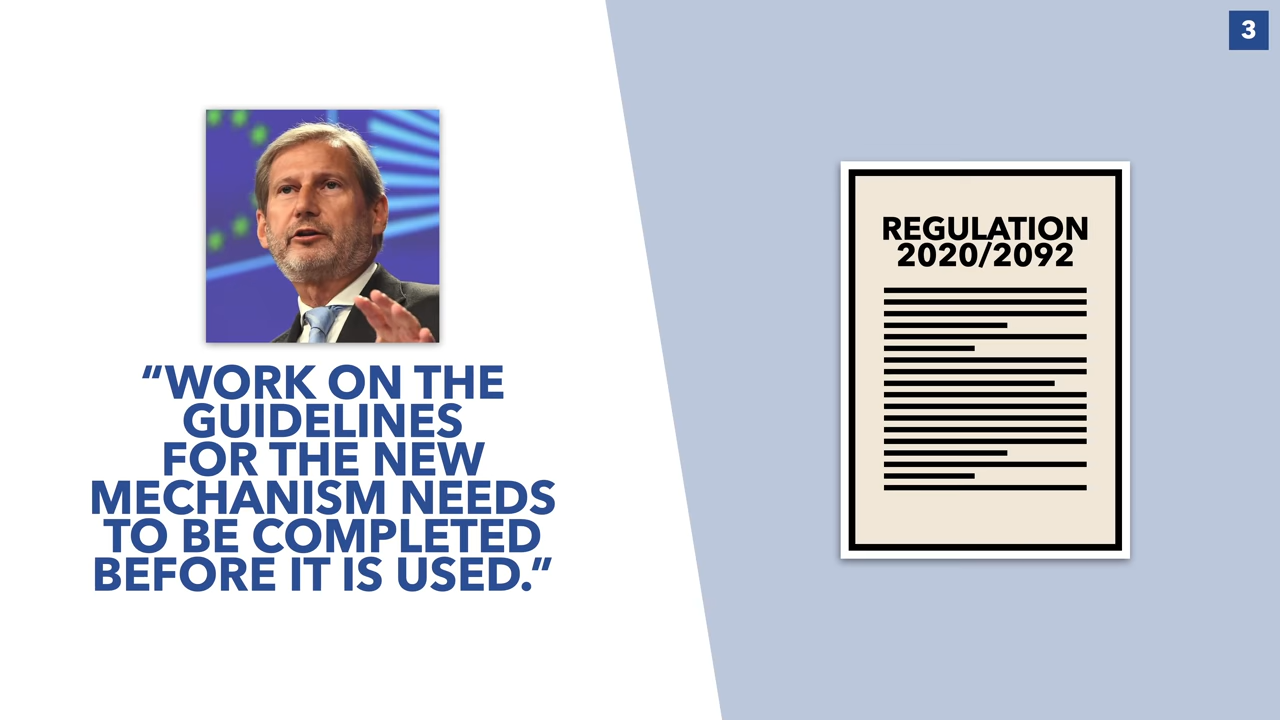 3
“WORK ON THE
GUIDELINES
FOR THE NEW
MECHANISM NEEDS
TO BE COMPLETED
BEFORE IT IS USED.”
REGULATION
2020/2092